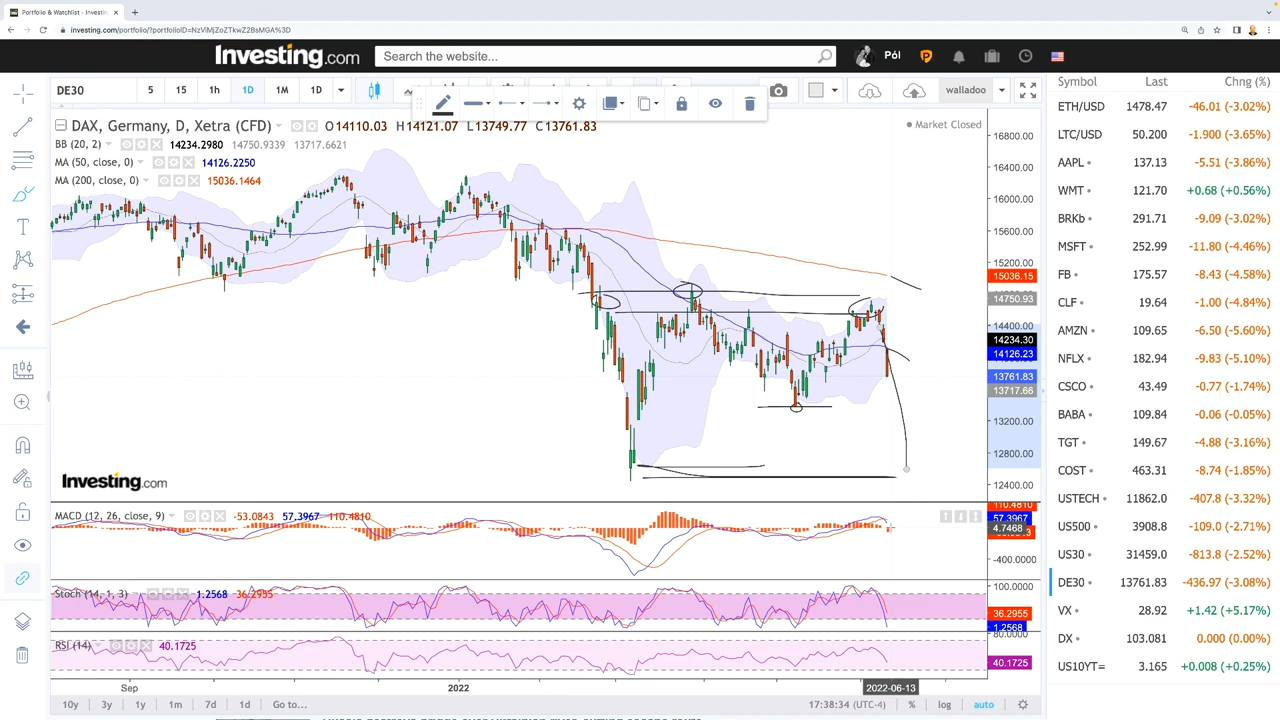 Portfolio & Watchlist - Investin
investing.com/portfolio/?portfolioID=NzViMjZoZTkwZ2BsMGA%3D
Investing.com
Search the website...
Pól
DE30
5
15
1h
1D
1M
1D
walladoo
DAX, Germany, D, Xetra (CFD)
O14110.03 H14121.07 L13749.77 C13761.83
Market Closed
BB (20, 2)
14234.2980 14750.9339 13717.6621
MA (50, close, 0)
14126.2250
MA (200, close, 0)
15036.1464
16800.00
16400.00
16000.00
15600.00
15200.00
15036.15
14750.93
14400.00
14234.30
14126.23
13761.83
13717.66
13200.00
12800.00
12400.00
Investing.com
MACD (12, 26, close, 9)
-53.0843 57.3967 110.4810
110.4810
57.3967
4.7468
-400.0000
Stoch (14, 1, 3)
1.2568 36.2955
100.0000
36.2955
1.2568
RSI (14)
40.1725
80.0000
40.1725
Sep
2022
2022-06-13
10y
3y
1y
1m
7d
1d
Go to...
17:38:34 (UTC-4)
%
log
auto
Symbol Last Chng (%)
ETH/USD 1478.47 -46.01 (-3.02%)
LTC/USD 50.200 -1.900 (-3.65%)
AAPL 137.13 -5.51 (-3.86%)
WMT 121.70 +0.68 (+0.56%)
BRKb 291.71 -9.09 (-3.02%)
MSFT 252.99 -11.80 (-4.46%)
FB 175.57 -8.43 (-4.58%)
CLF 19.64 -1.00 (-4.84%)
AMZN 109.65 -6.50 (-5.60%)
NFLX 182.94 -9.83 (-5.10%)
CSCO 43.49 -0.77 (-1.74%)
BABA 109.84 -0.06 (-0.05%)
TGT 149.67 -4.88 (-3.16%)
COST 463.31 -8.74 (-1.85%)
USTECH 11862.0 -407.8 (-3.32%)
US500 3908.8 -109.0 (-2.71%)
US30 31459.0 -813.8 (-2.52%)
DE30 13761.83 -436.97 (-3.08%)
VX 28.92 +1.42 (+5.17%)
DX 103.081 0.000 (0.00%)
US10YT= 3.165 +0.008 (+0.25%)